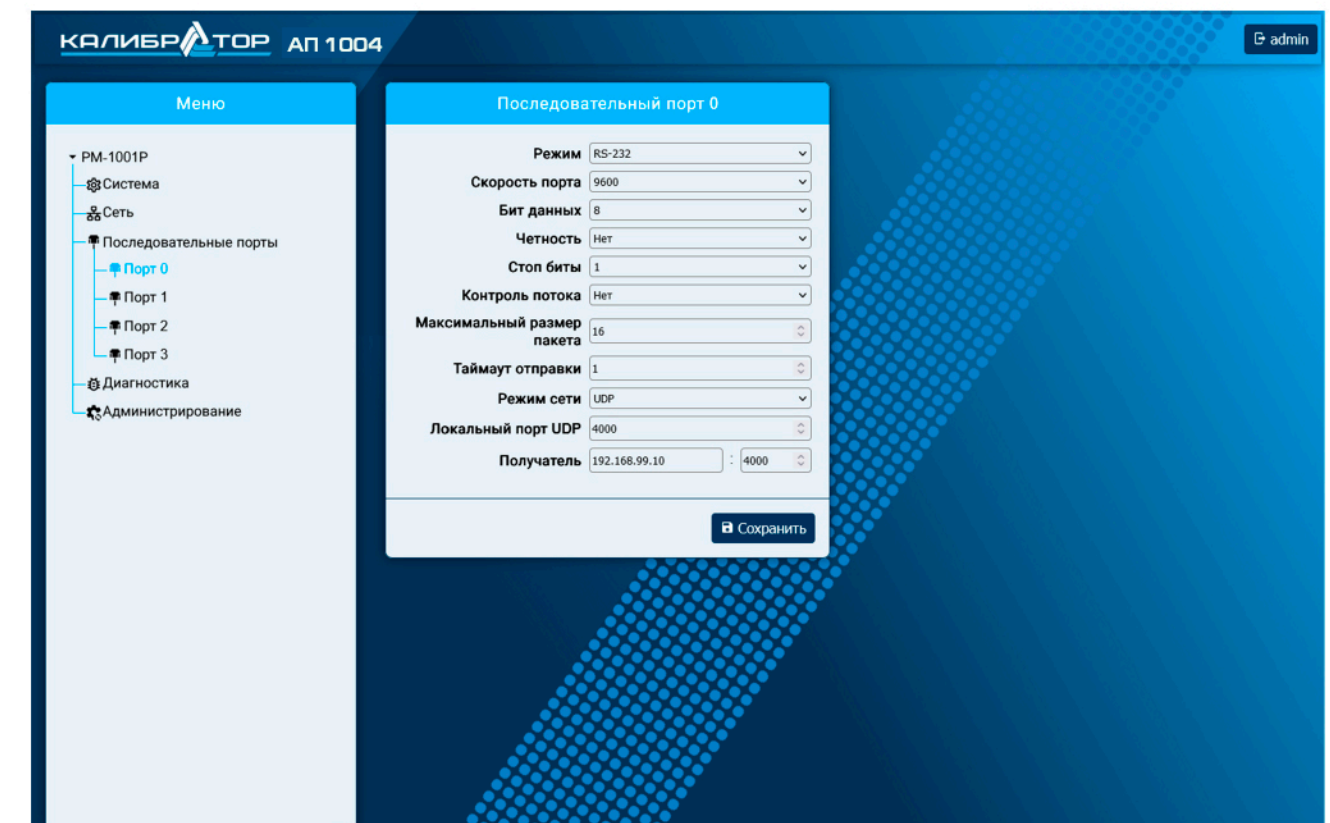 КАЛИБРАТОР АП 1004
admin
Меню
РМ-1001Р
Система
Сеть
Последовательные порты
Порт 0
Порт 1
Порт 2
Порт 3
Диагностика
Администрирование
Последовательный порт 0
Режим RS-232
Скорость порта 9600
Бит данных 8
Четность Нет
Стоп биты 1
Контроль потока Нет
Максимальный размер
пакета 16
Таймаут отправки 1
Режим сети UDP
Локальный порт UDP 4000
Получатель 192.168.99.10 : 4000
Сохранить